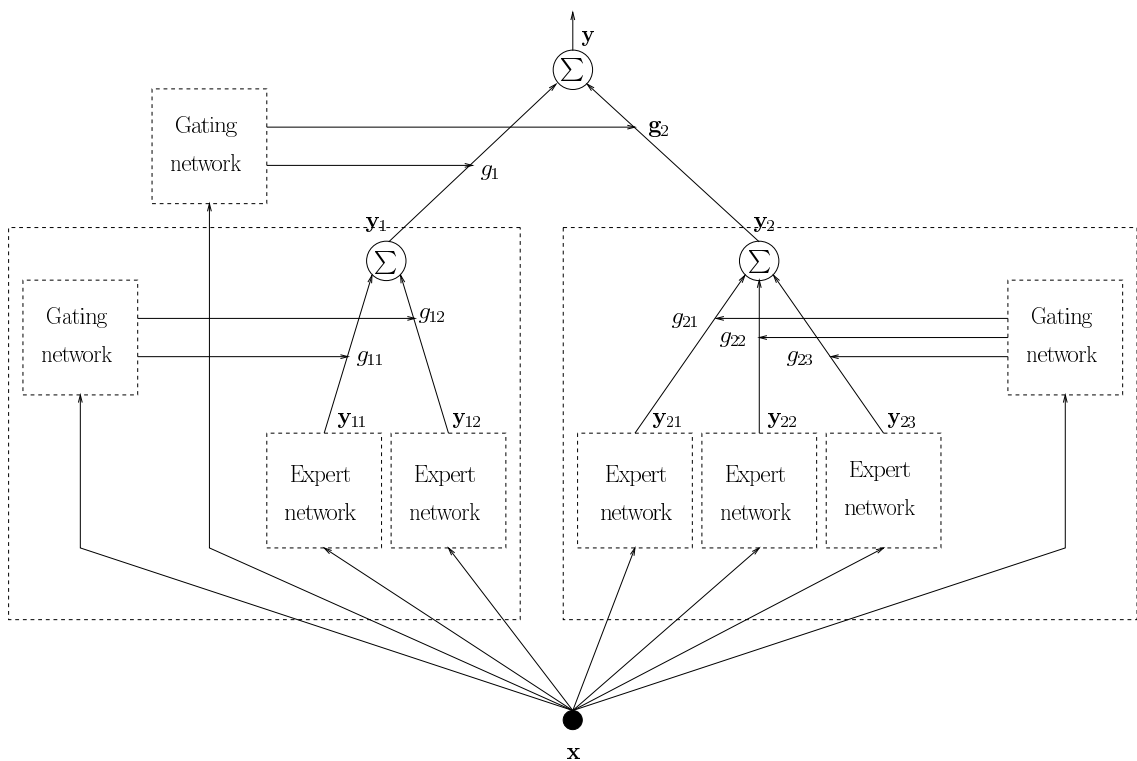 y
Σ
Gating
network
g₂
g₁
y₁
y₂
Σ
Σ
Gating
network
g₁₂
g₁₁
g₂₁
g₂₂
g₂₃
Gating
network
y₁₁
y₁₂
y₂₁
y₂₂
y₂₃
Expert
network
Expert
network
Expert
network
Expert
network
Expert
network
x